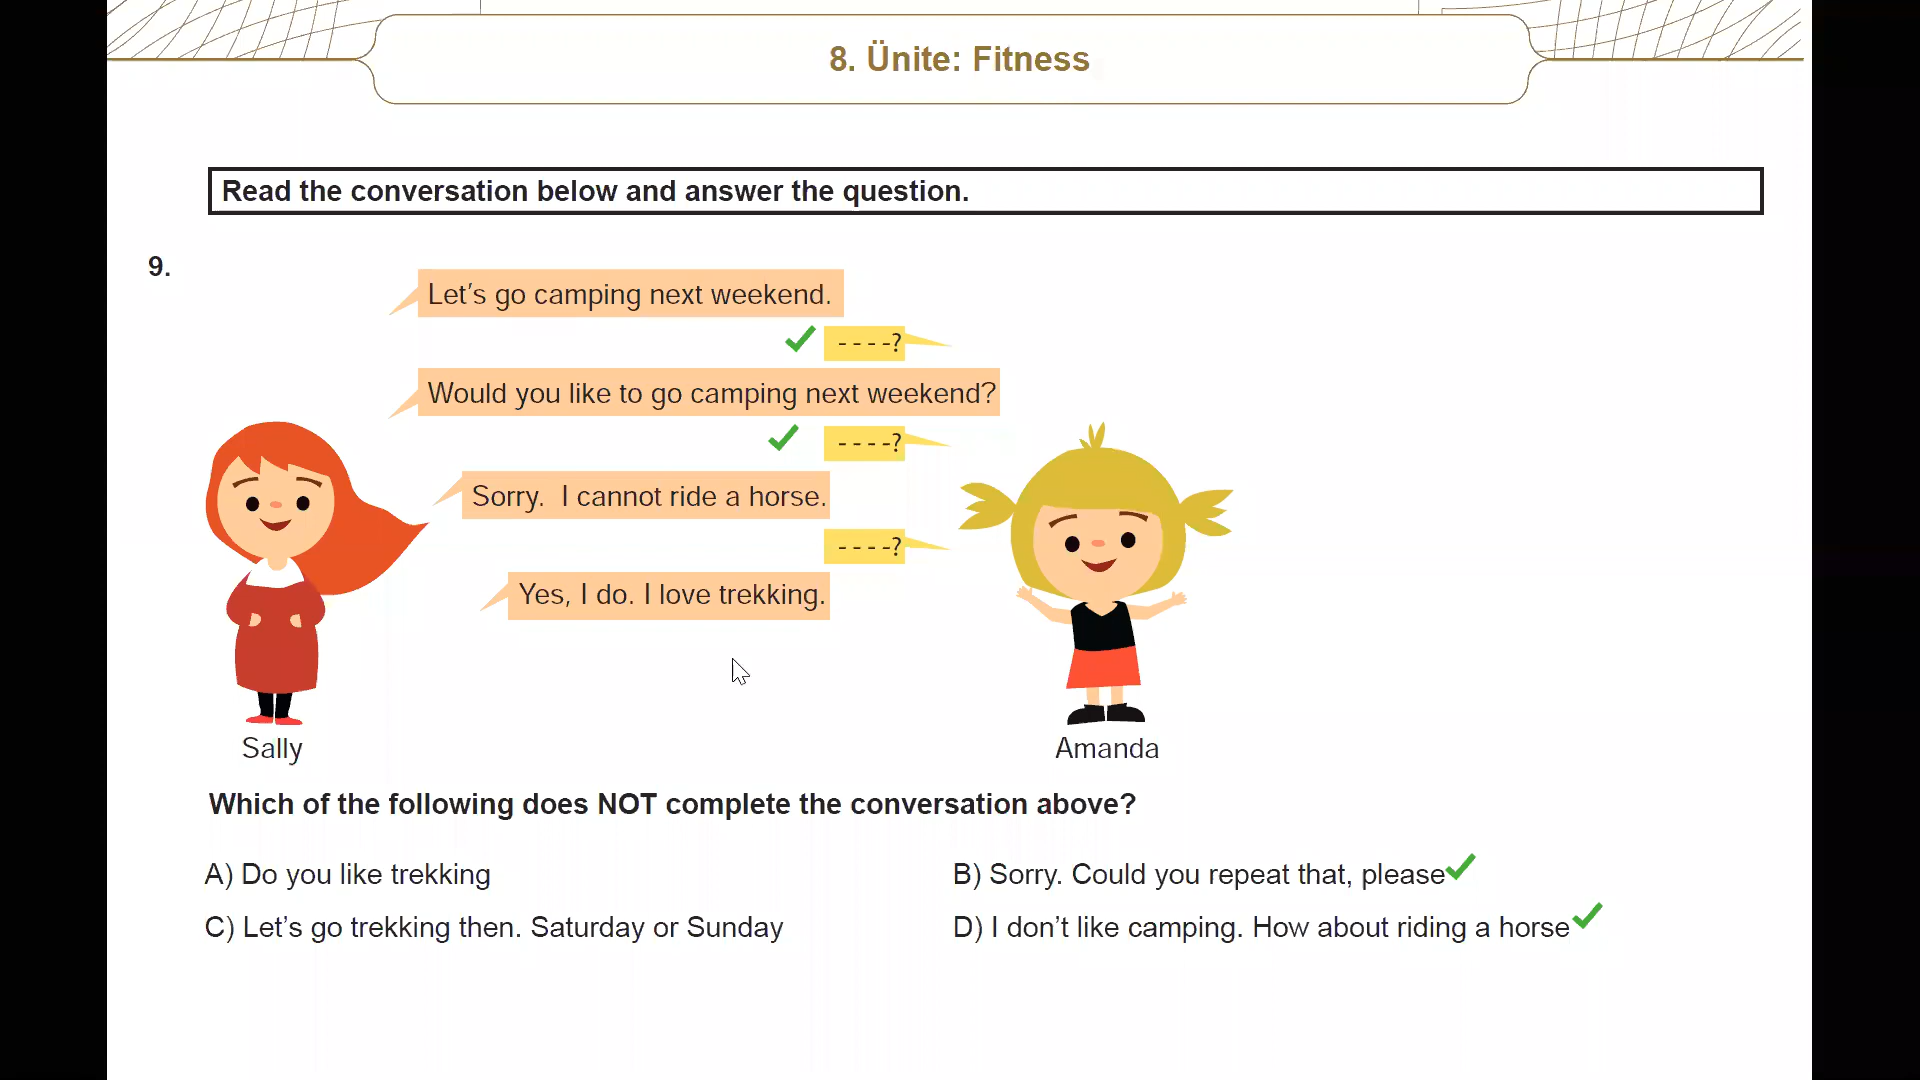 8. Ünite: Fitness
Read the conversation below and answer the question.
9.
Let's go camping next weekend.
- - - -?
Would you like to go camping next weekend?
- - - -?
Sorry.  I cannot ride a horse.
- - - -?
Yes, I do. I love trekking.
Sally
Amanda
Which of the following does NOT complete the conversation above?
A) Do you like trekking
B) Sorry. Could you repeat that, please
C) Let's go trekking then. Saturday or Sunday
D) I don't like camping. How about riding a horse